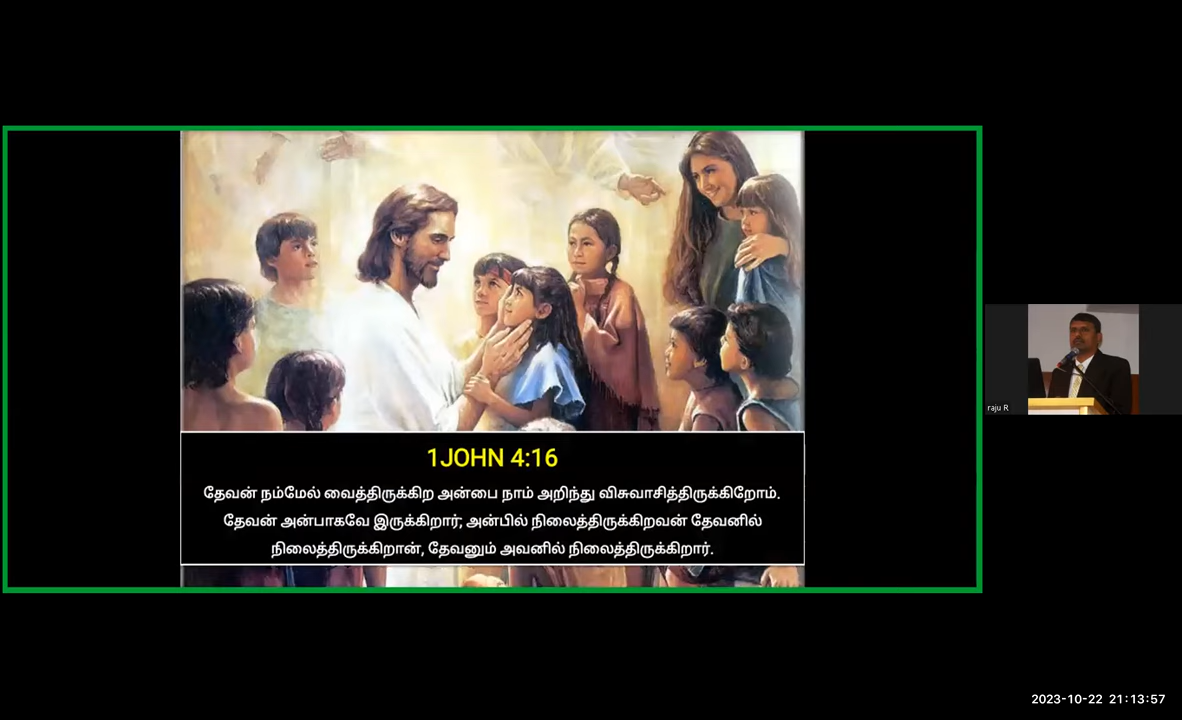 1JOHN 4:16
தேவன் நம்மேல் வைத்திருக்கிற அன்பை நாம் அறிந்து விசுவாசித்திருக்கிறோம்.
தேவன் அன்பாகவே இருக்கிறார்; அன்பில் நிலைத்திருக்கிறவன் தேவனில்
நிலைத்திருக்கிறான், தேவனும் அவனில் நிலைத்திருக்கிறார்.
raju R
2023-10-22 21:13:57